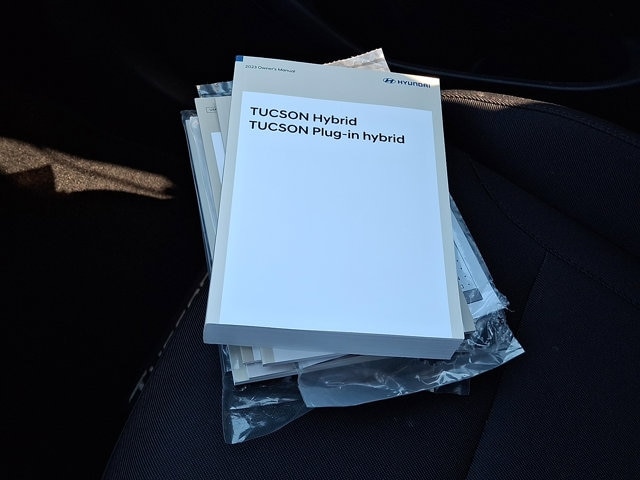 2023 Owner's Manual
HYUNDAI
TUCSON Hybrid
TUCSON Plug-in hybrid